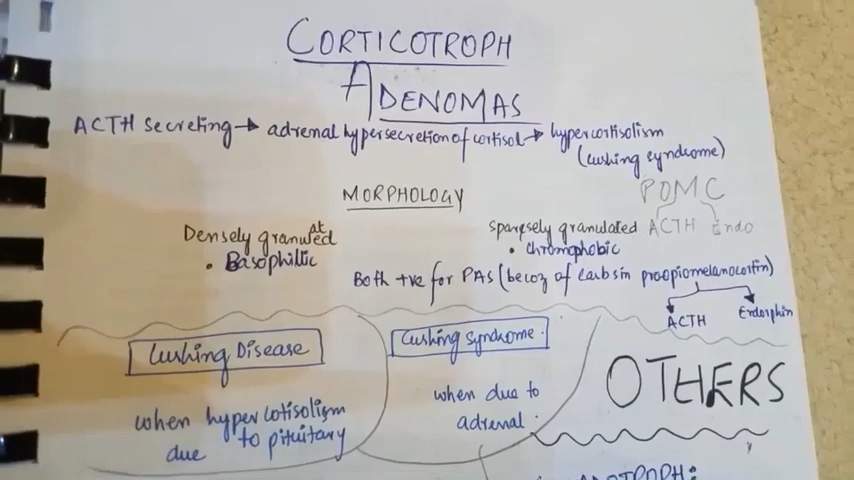 CORTICOTROPH
ADENOMAS
ACTH secreting → adrenal hypersecretion of cortisol → hypercortisolism
(cushing syndrome)
POMC
ACTH Endo
MORPHOLOGY
Densely granulated
• Basophillic
sparsely granulated
• chromophobic
Both +ve for PAs (becoz of carbs in proopiomelanocortin)
ACTH Endorphin
Cushing Disease
when hypercotisolism
due to pituitary
Cushing syndrome.
when due to
adrenal.
OTHERS